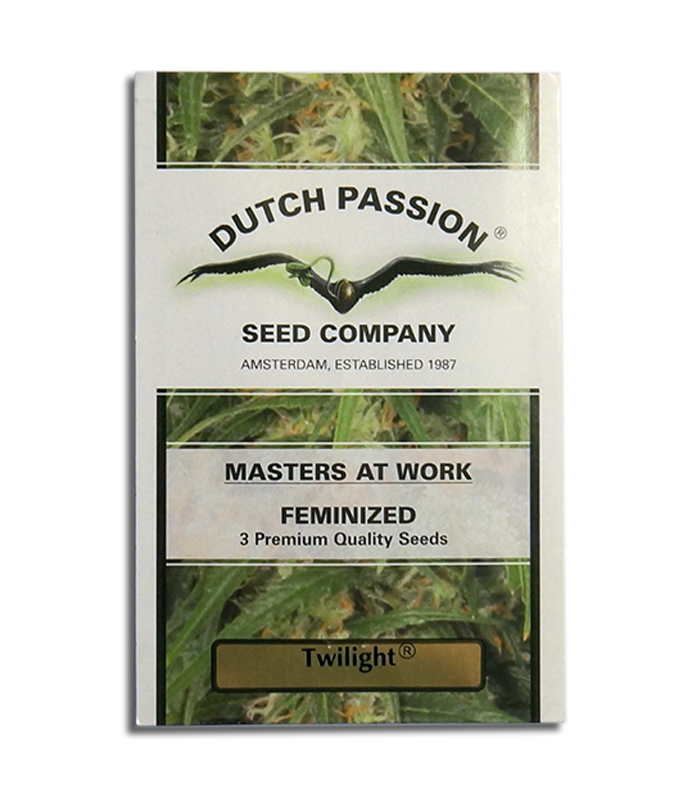 DUTCH PASSION ®
SEED COMPANY
AMSTERDAM, ESTABLISHED 1987
MASTERS AT WORK
FEMINIZED
3 Premium Quality Seeds
Twilight®